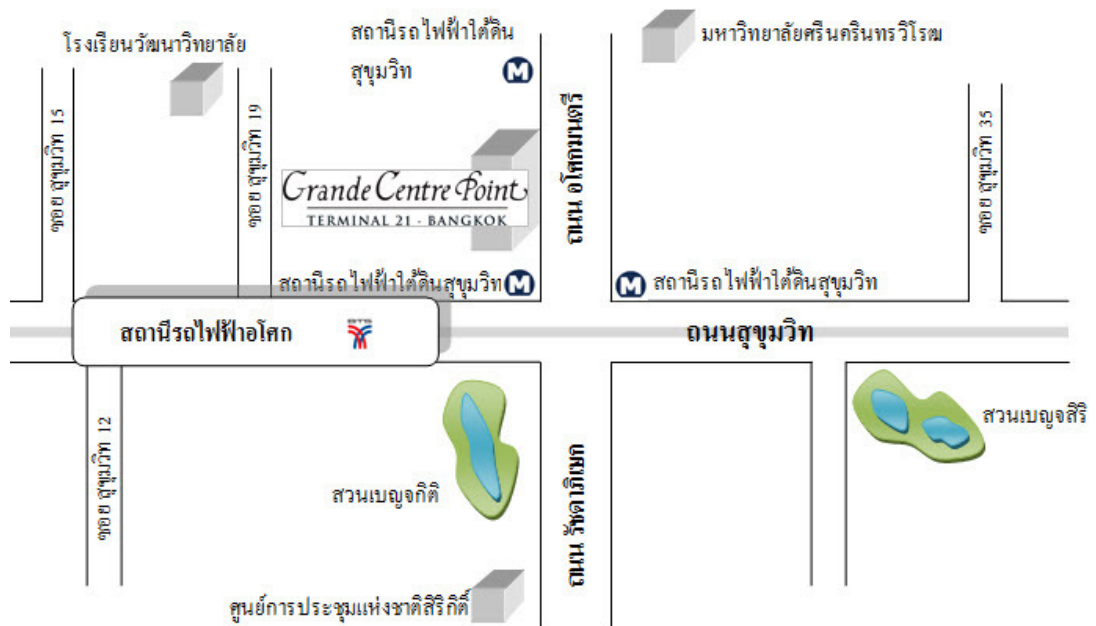 สถานีรถไฟฟ้าใต้ดิน
สุขุมวิท
มหาวิทยาลัยศรีนครินทรวิโรฒ
โรงเรียนวัฒนาวิทยาลัย
ซอย สุขุมวิท 15
ซอย สุขุมวิท 19
ถนน อโศกมนตรี
ซอย สุขุมวิท 35
Grande Centre Point
TERMINAL 21 · BANGKOK
สถานีรถไฟฟ้าใต้ดินสุขุมวิท
M
M
M
สถานีรถไฟฟ้าใต้ดินสุขุมวิท
สถานีรถไฟฟ้าอโศก
BTS
ถนนสุขุมวิท
ซอย สุขุมวิท 12
สวนเบญจกิติ
ถนน รัชดาภิเษก
สวนเบญจสิริ
ศูนย์การประชุมแห่งชาติสิริกิติ์